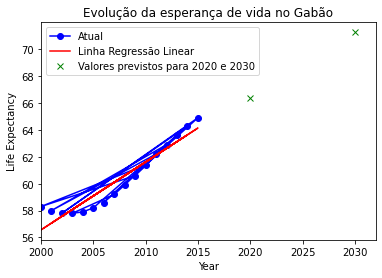 Evolução da esperança de vida no Gabão
Atual
Linha Regressão Linear
Valores previstos para 2020 e 2030
Life Expectancy
70
68
66
64
62
60
58
56
2000
2005
2010
2015
2020
2025
2030
Year